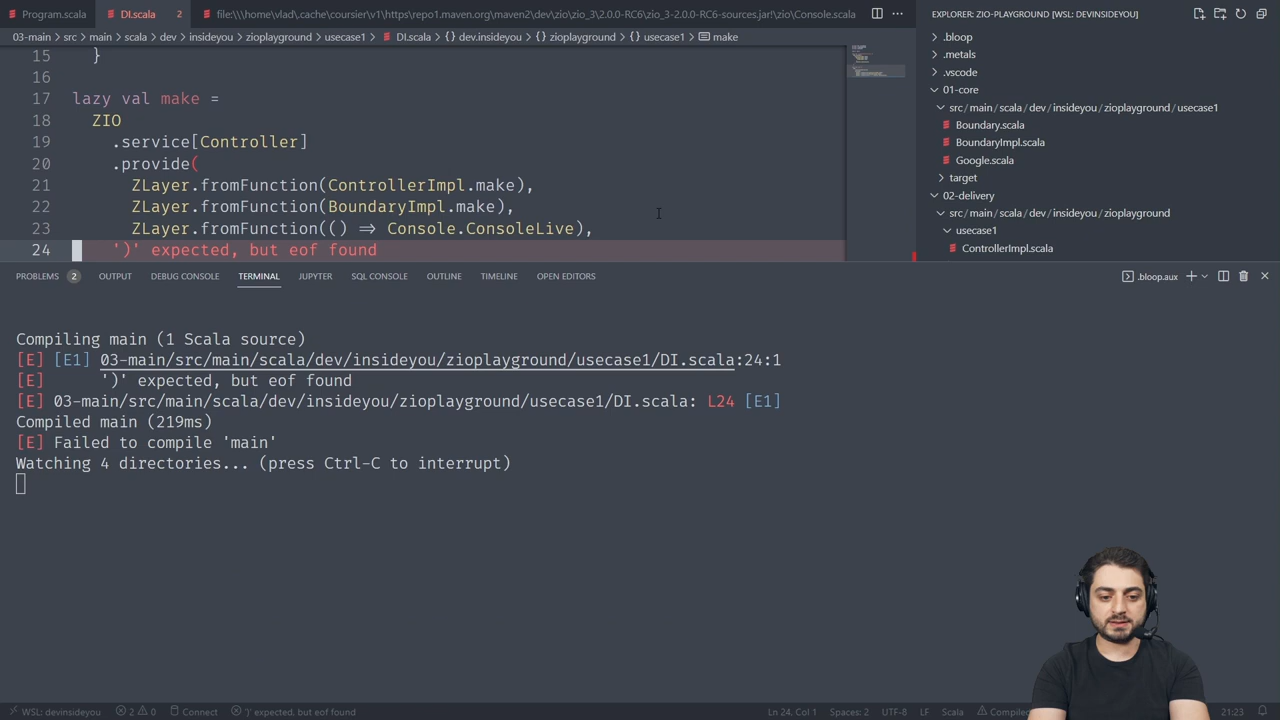 Program.scala
DI.scala
2
file:\\\home\vlad\.cache\coursier\v1\https\repo1.maven.org\maven2\dev\zio\zio_3\2.0.0-RC6\zio_3-2.0.0-RC6-sources.jar!\zio\Console.scala
EXPLORER: ZIO-PLAYGROUND [WSL: DEVINSIDEYOU]
03-main > src > main > scala > dev > insideyou > zioplayground > usecase1 > DI.scala > {} dev.insideyou > {} zioplayground > {} usecase1 > make
15 }
16
17 lazy val make =
18 ZIO
19 .service[Controller]
20 .provide(
21 ZLayer.fromFunction(ControllerImpl.make),
22 ZLayer.fromFunction(BoundaryImpl.make),
23 ZLayer.fromFunction(() => Console.ConsoleLive),
24 ')' expected, but eof found
.bloop
.metals
.vscode
01-core
src/main/scala/dev/insideyou/zioplayground/usecase1
Boundary.scala
BoundaryImpl.scala
Google.scala
target
02-delivery
src/main/scala/dev/insideyou/zioplayground
usecase1
ControllerImpl.scala
PROBLEMS 2 OUTPUT DEBUG CONSOLE TERMINAL JUPYTER SQL CONSOLE OUTLINE TIMELINE OPEN EDITORS
.bloop.aux
Compiling main (1 Scala source)
[E] [E1] 03-main/src/main/scala/dev/insideyou/zioplayground/usecase1/DI.scala:24:1
[E] ')' expected, but eof found
[E] 03-main/src/main/scala/dev/insideyou/zioplayground/usecase1/DI.scala: L24 [E1]
Compiled main (219ms)
[E] Failed to compile 'main'
Watching 4 directories... (press Ctrl-C to interrupt)
WSL: devinsideyou 2 0 Connect ')' expected, but eof found Ln 24, Col 1 Spaces: 2 UTF-8 LF Scala 21:23